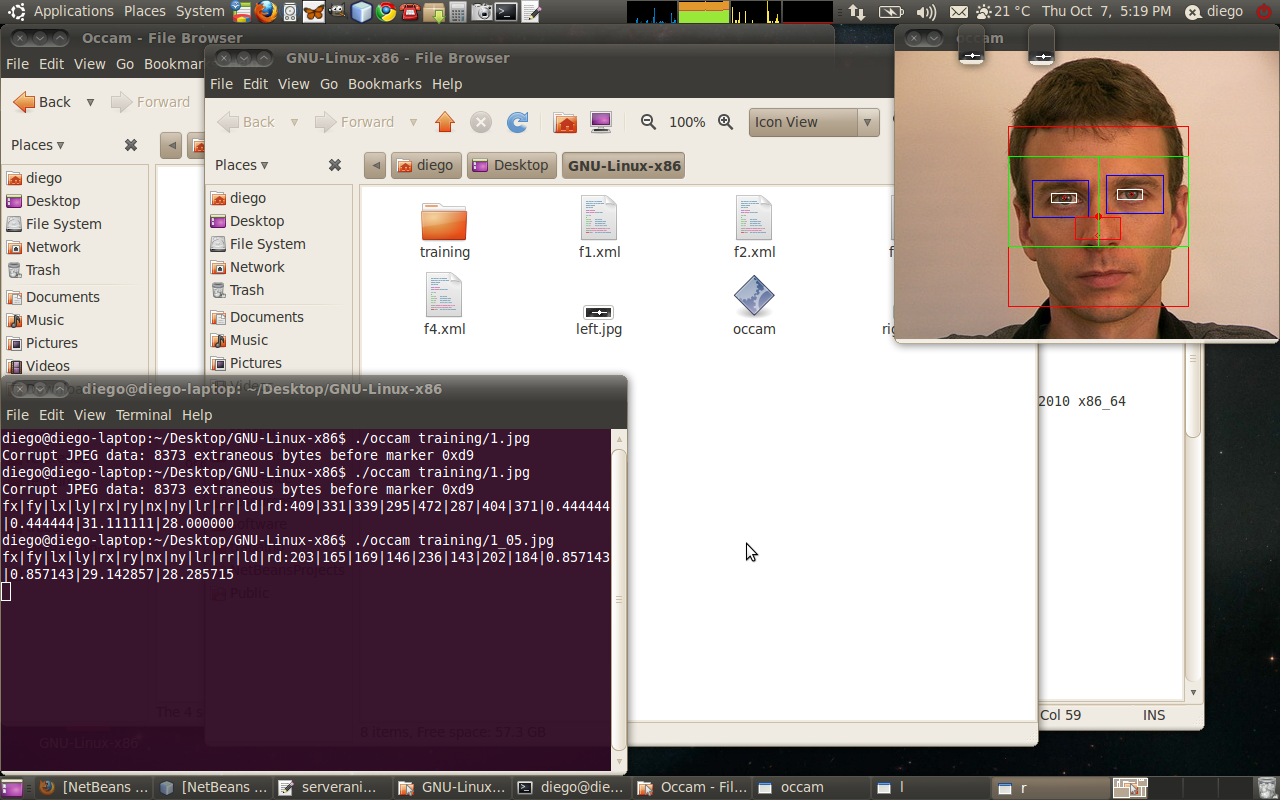 Applications Places System
21 °C Thu Oct 7, 5:19 PM diego
Occam - File Browser
File Edit View Go Bookmar
Back Forward
Places
diego
Desktop
File System
Network
Trash
Documents
Music
Pictures
Videos
GNU-Linux-x86 - File Browser
File Edit View Go Bookmarks Help
Back Forward 100% Icon View
Places
diego Desktop GNU-Linux-x86
diego
Desktop
File System
Network
Trash
Documents
Music
Pictures
training f1.xml f2.xml
f4.xml left.jpg occam
8 items, Free space: 57.3 GB
2010 x86_64
Col 59 INS
diego@diego-laptop: ~/Desktop/GNU-Linux-x86
File Edit View Terminal Help
diego@diego-laptop:~/Desktop/GNU-Linux-x86$ ./occam training/1.jpg
Corrupt JPEG data: 8373 extraneous bytes before marker 0xd9
diego@diego-laptop:~/Desktop/GNU-Linux-x86$ ./occam training/1.jpg
Corrupt JPEG data: 8373 extraneous bytes before marker 0xd9
fx|fy|lx|ly|rx|ry|nx|ny|lr|rr|ld|rd:409|331|339|295|472|287|404|371|0.444444
|0.444444|31.111111|28.000000
diego@diego-laptop:~/Desktop/GNU-Linux-x86$ ./occam training/1_05.jpg
fx|fy|lx|ly|rx|ry|nx|ny|lr|rr|ld|rd:203|165|169|146|236|143|202|184|0.857143
|0.857143|29.142857|28.285715
NetBeansProjects
Public
GNU-Linux-x86
[NetBeans ... [NetBeans ... serverani... GNU-Linux... diego@die... Occam - Fil... occam l r